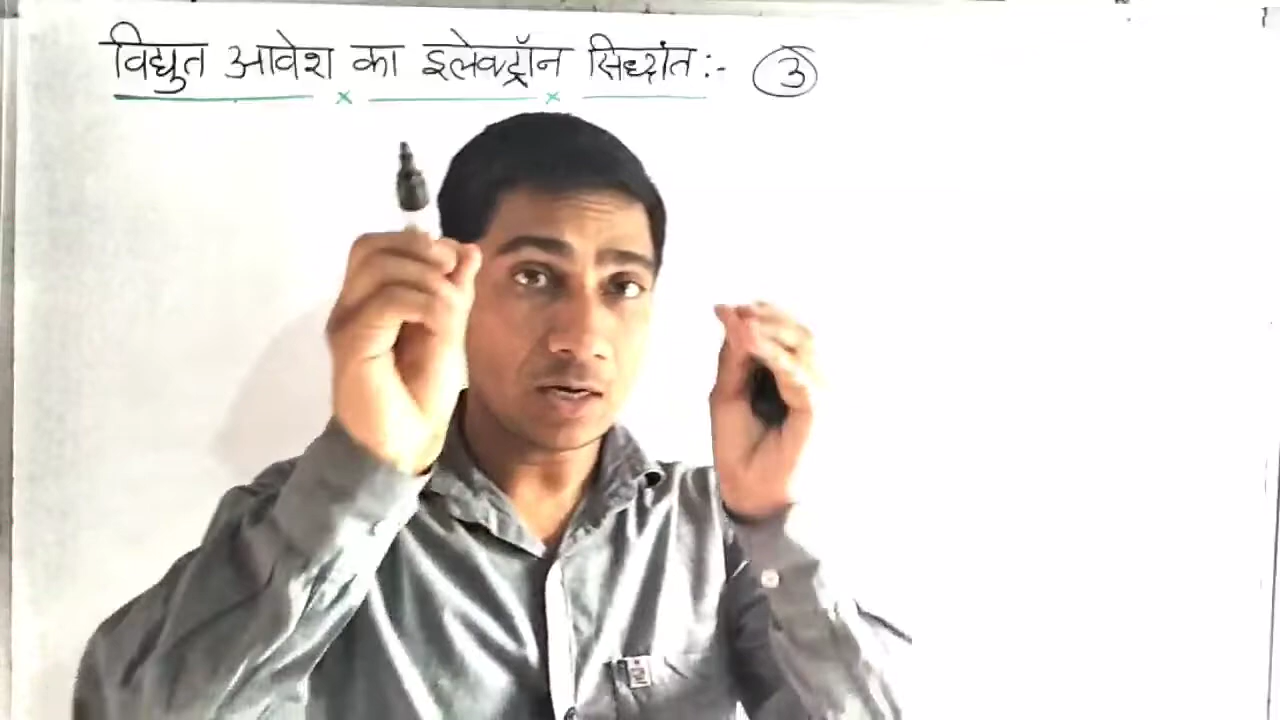 विद्युत आवेश का इलेक्ट्रॉन सिध्दांत :- ③